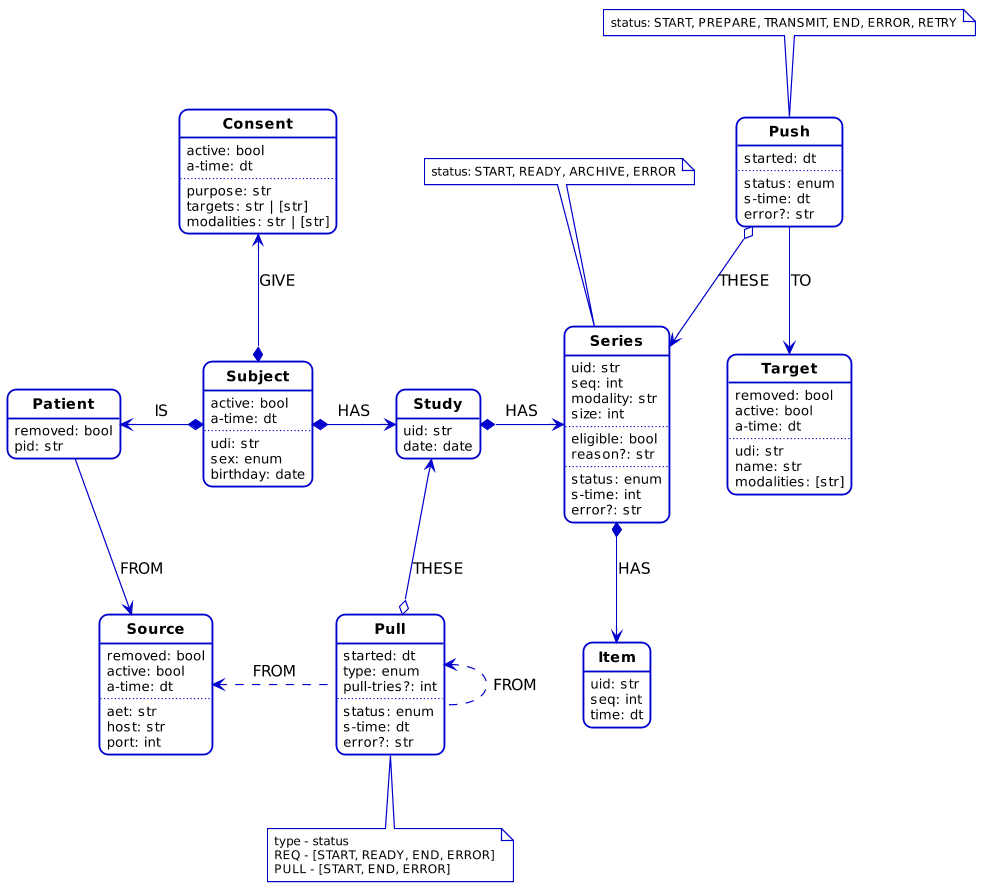 status: START, PREPARE, TRANSMIT, END, ERROR, RETRY
Consent
active: bool
a-time: dt
purpose: str
targets: str | [str]
modalities: str | [str]
Push
started: dt
status: enum
s-time: dt
error?: str
status: START, READY, ARCHIVE, ERROR
GIVE
THESE
TO
Patient
removed: bool
pid: str
IS
Subject
active: bool
a-time: dt
udi: str
sex: enum
birthday: date
HAS
Study
uid: str
date: date
HAS
Series
uid: str
seq: int
modality: str
size: int
eligible: bool
reason?: str
status: enum
s-time: int
error?: str
Target
removed: bool
active: bool
a-time: dt
udi: str
name: str
modalities: [str]
FROM
THESE
HAS
Source
removed: bool
active: bool
a-time: dt
aet: str
host: str
port: int
FROM
Pull
started: dt
type: enum
pull-tries?: int
status: enum
s-time: dt
error?: str
FROM
Item
uid: str
seq: int
time: dt
type - status
REQ - [START, READY, END, ERROR]
PULL - [START, END, ERROR]